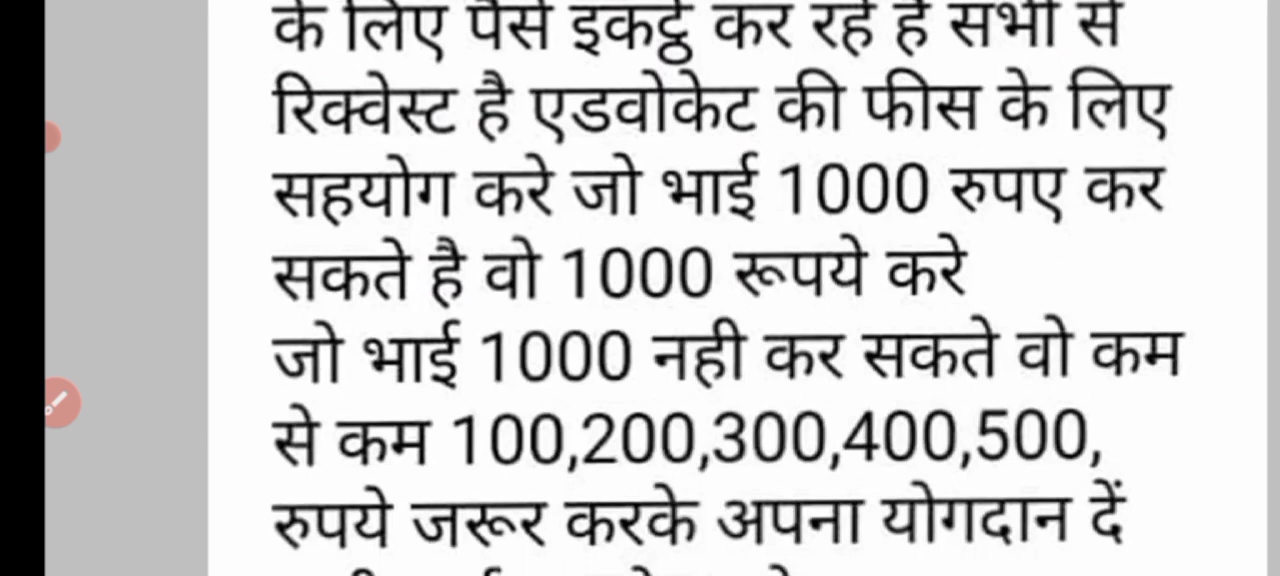 के लिए पैसे इकट्ठे कर रहे है सभी से
रिक्वेस्ट है एडवोकेट की फीस के लिए
सहयोग करे जो भाई 1000 रुपए कर
सकते है वो 1000 रूपये करे
जो भाई 1000 नही कर सकते वो कम
से कम 100,200,300,400,500,
रुपये जरूर करके अपना योगदान दें